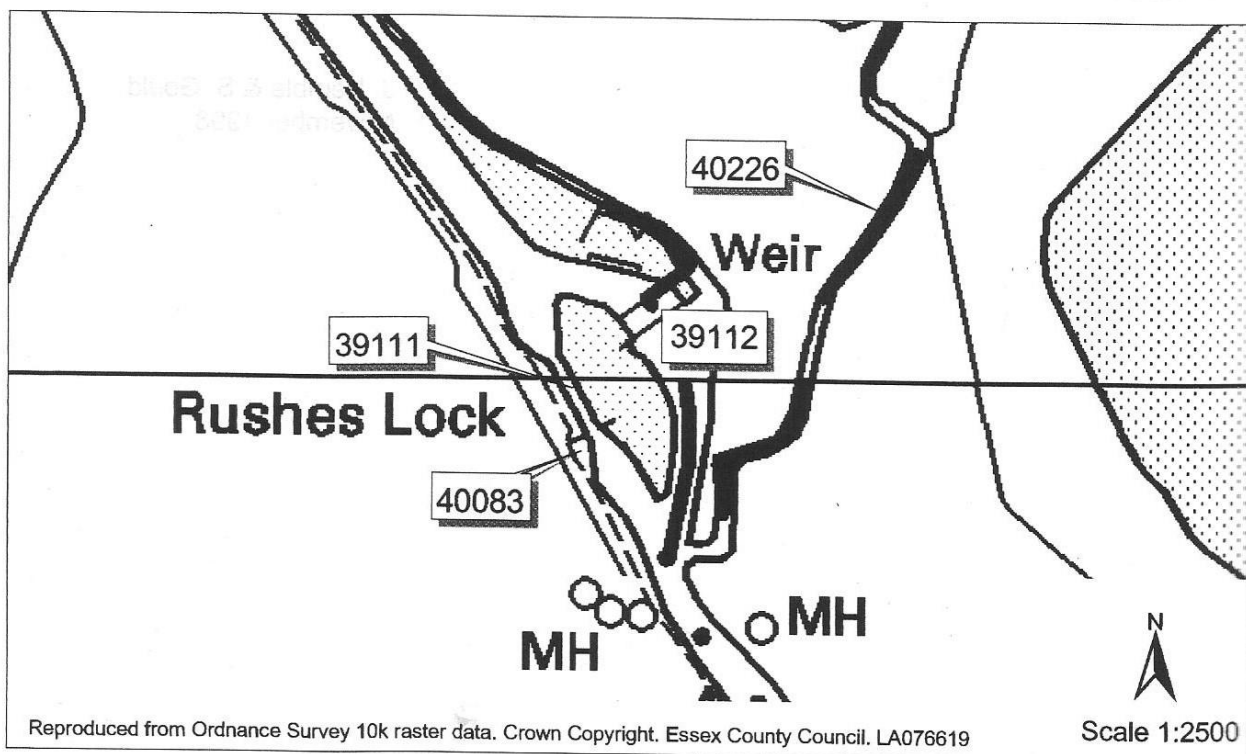 40226
Weir
39112
39111
Rushes Lock
40083
MH
MH
N
Reproduced from Ordnance Survey 10k raster data. Crown Copyright. Essex County Council. LA076619
Scale 1:2500